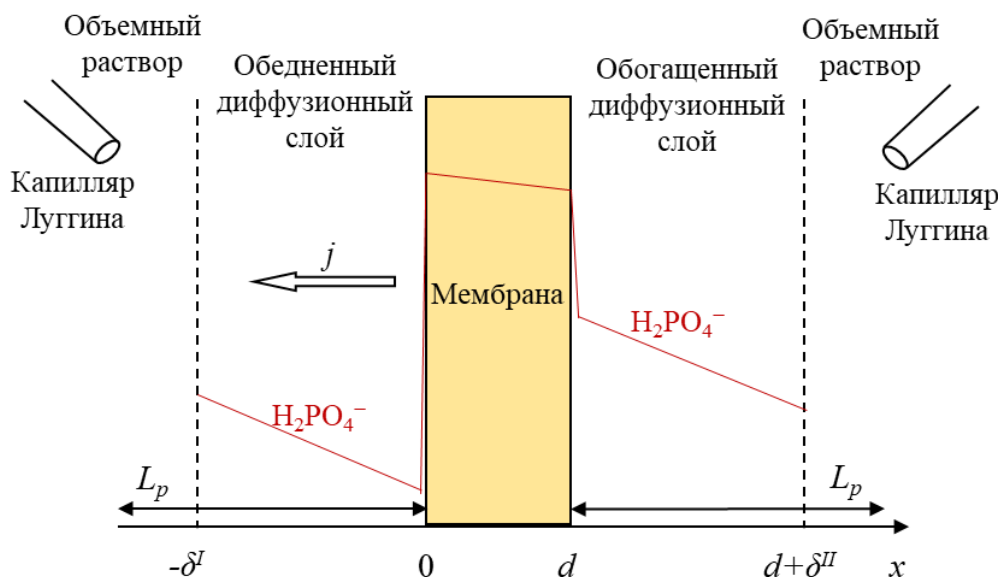 Объемный
раствор
Обедненный
диффузионный
слой
Обогащенный
диффузионный
слой
Объемный
раствор
Капилляр
Луггина
Капилляр
Луггина
j
Мембрана
H₂PO₄⁻
H₂PO₄⁻
Lₚ
Lₚ
-δᴵ
0
d
d+δᴵᴵ
x